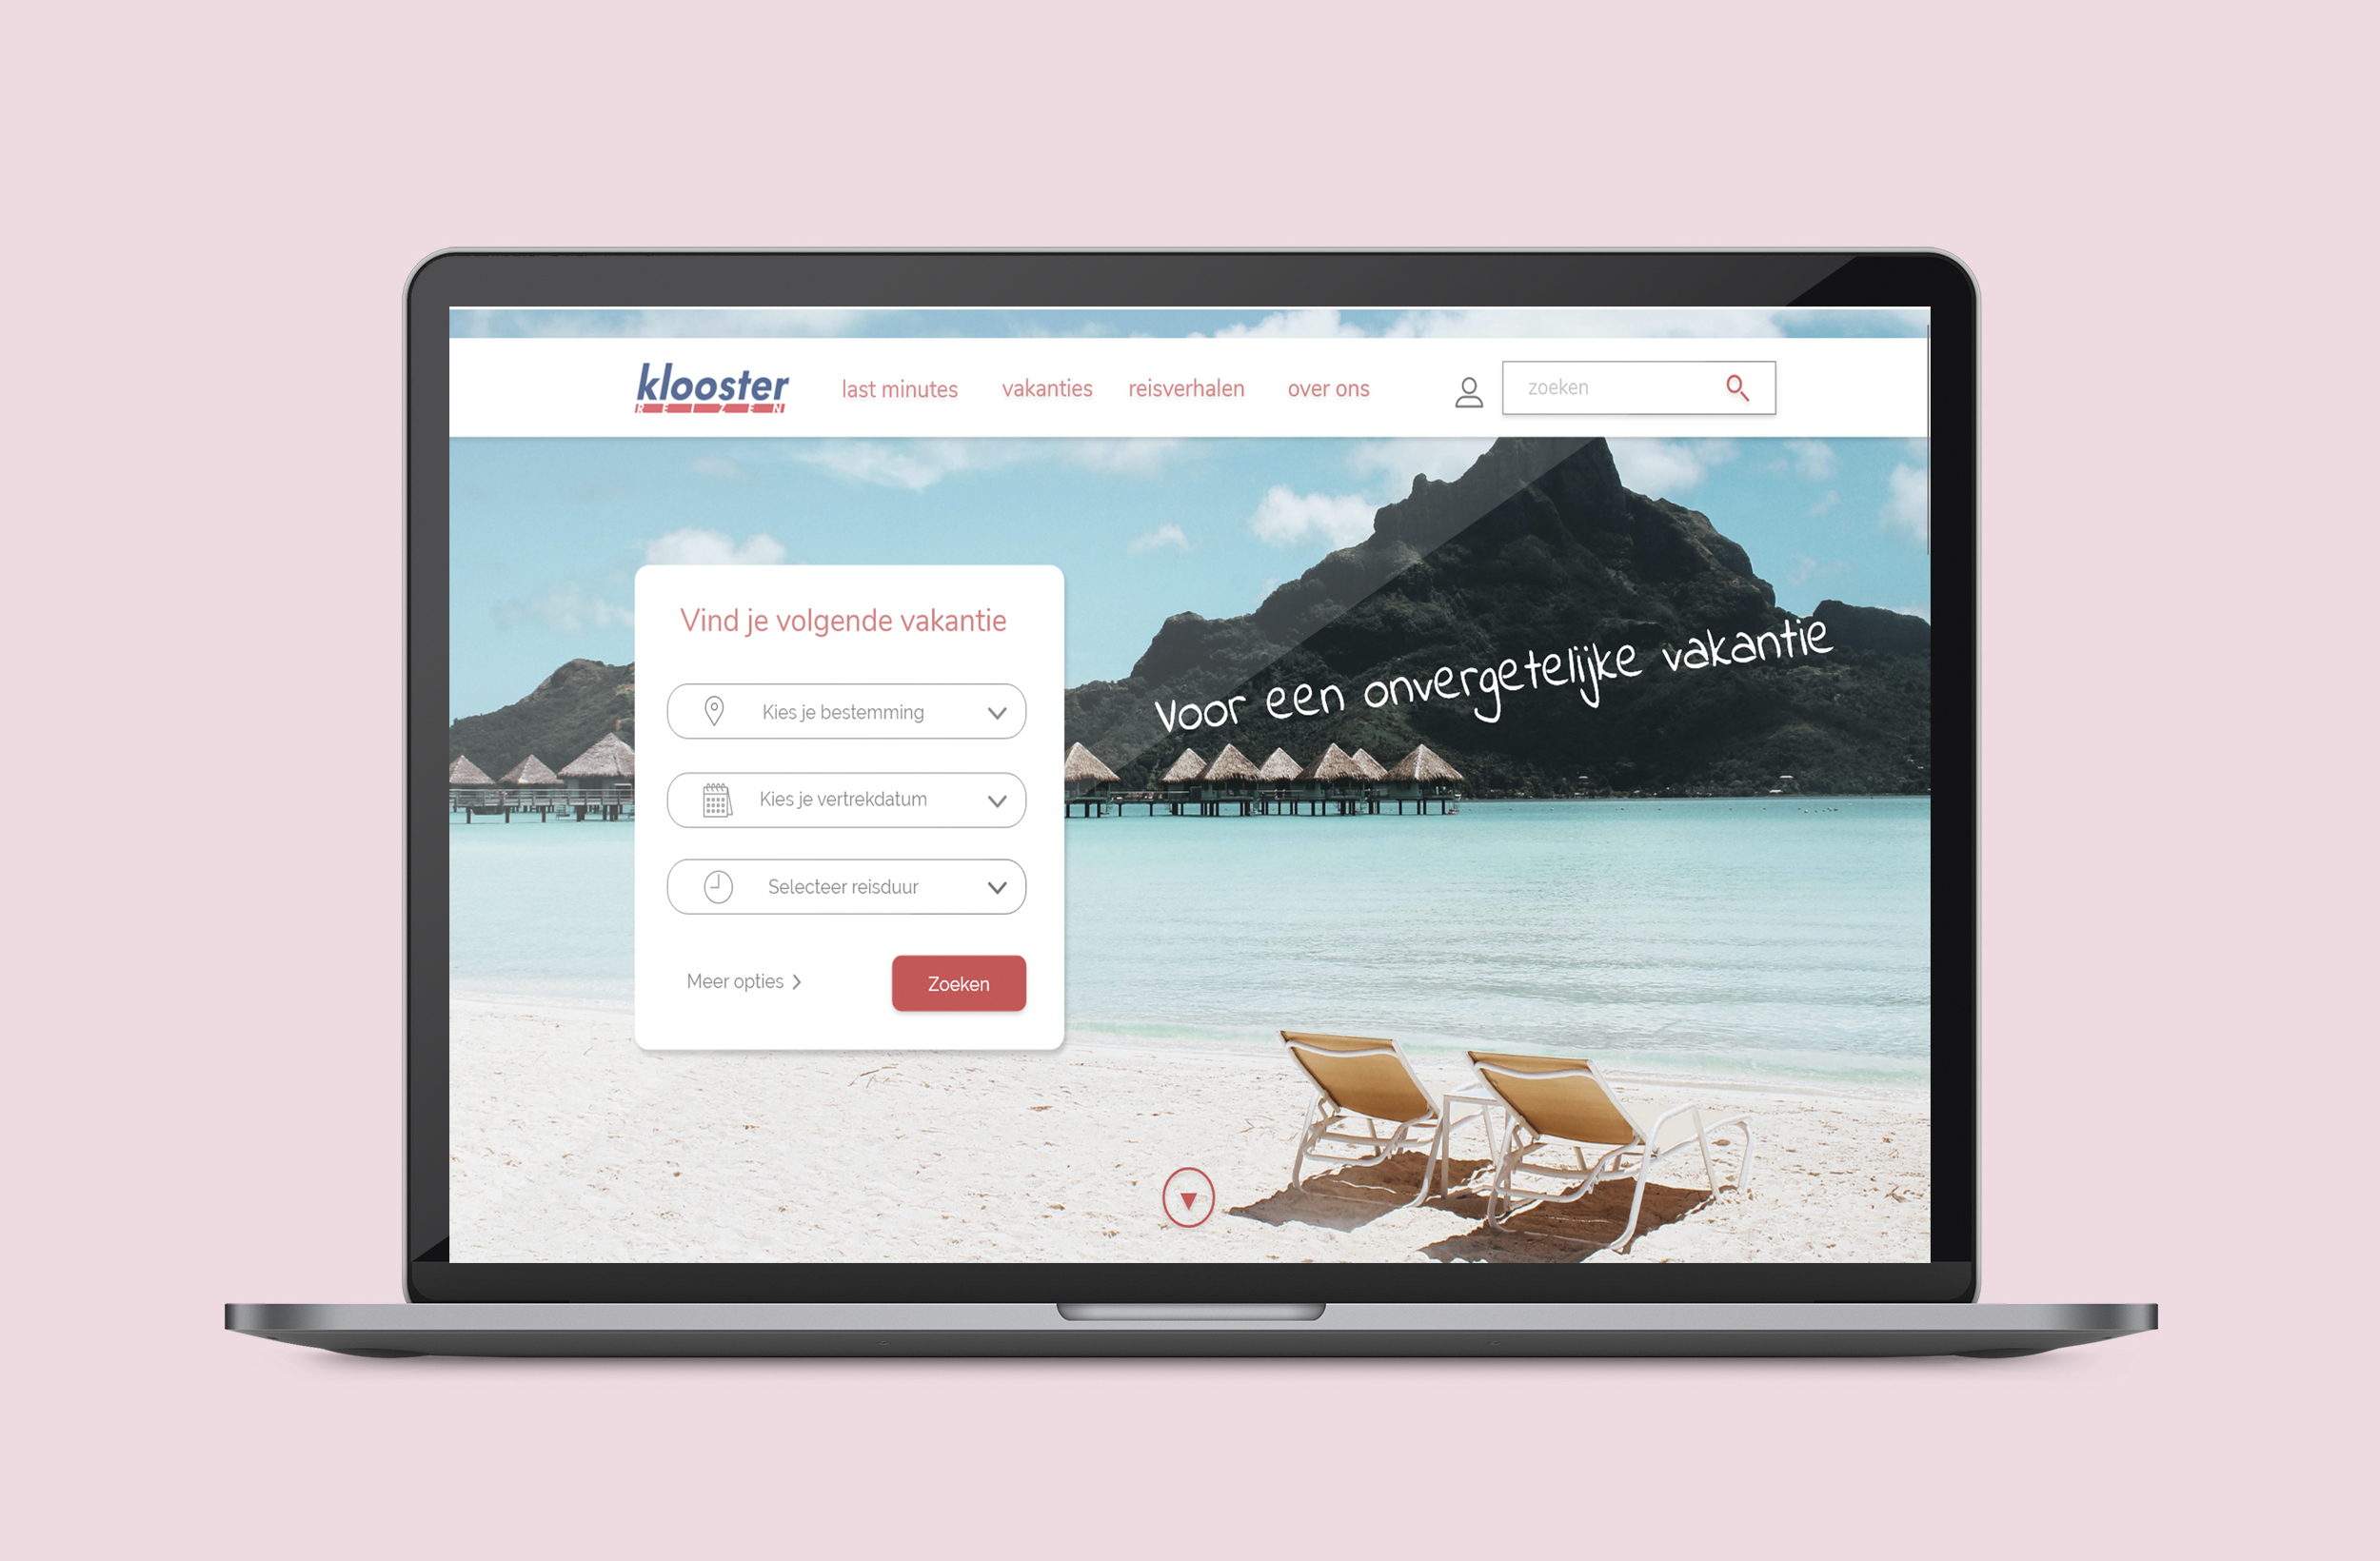 klooster
REIZEN
last minutes vakanties reisverhalen over ons zoeken
Vind je volgende vakantie
Voor een onvergetelijke vakantie
Kies je bestemming
Kies je vertrekdatum
Selecteer reisduur
Meer opties
Zoeken